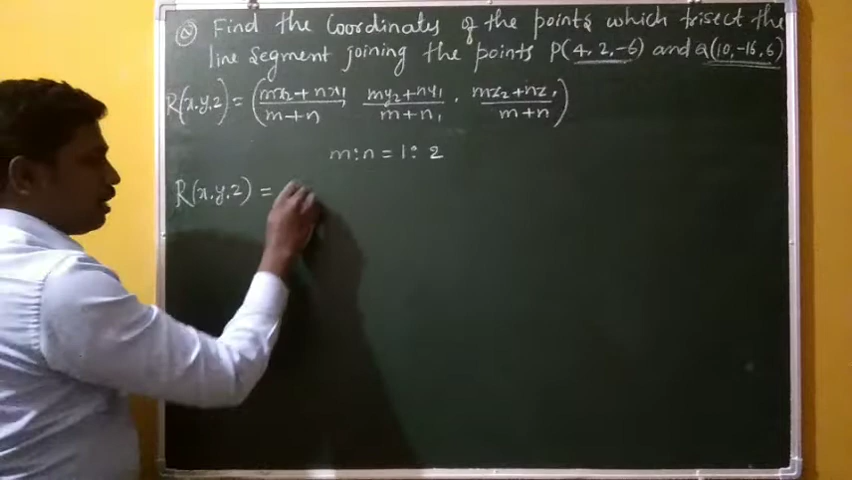 Q Find the Coordinates of the points which trisect the
line segment joining the points P(4, 2, -6) and Q(10, -16, 6)
R(x.y.z) = (mx2 + nx1 / m+n, my2 + ny1 / m+n, . mz2 + nz, / m+n)
m:n = 1: 2
R(x.y.z) =